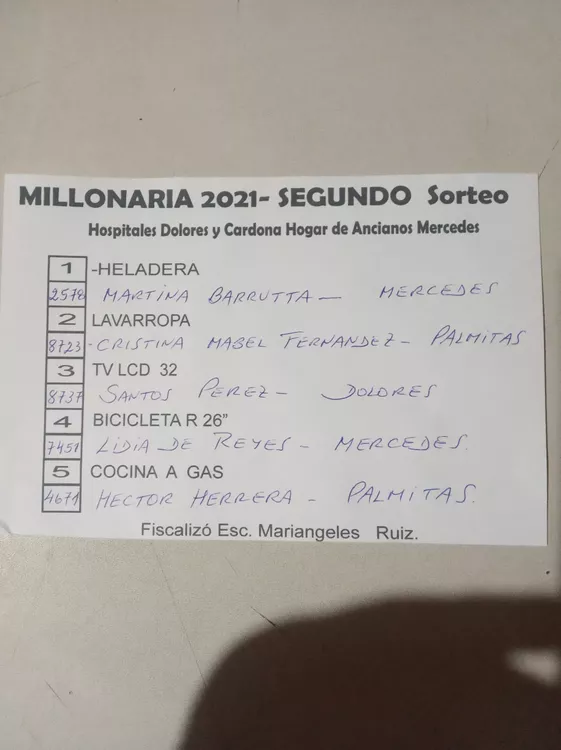 MILLONARIA 2021- SEGUNDO Sorteo
Hospitales Dolores y Cardona Hogar de Ancianos Mercedes
1 -HELADERA
2578 MARTINA BARRUTTA - MERCEDES
2 LAVARROPA
8723 -CRISTINA MABEL FERNANDEZ- PALMITAS
3 TV LCD 32
8737 SANTOS PEREZ- DOLORES
4 BICICLETA R 26"
7451 LIDIA DE REYES - MERCEDES.
5 COCINA A GAS
4671 HECTOR HERRERA - PALMITAS.
Fiscalizó Esc. Mariangeles Ruiz.